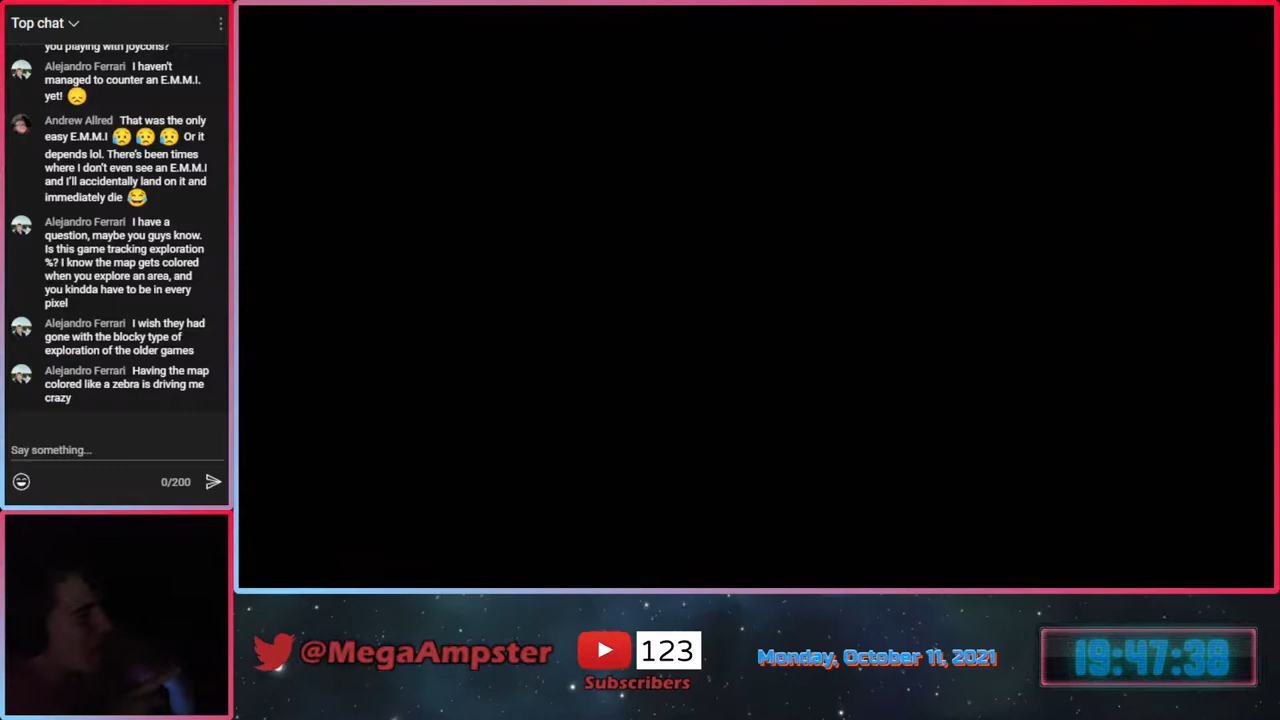 Top chat
you playing with joycons?
Alejandro Ferrari I haven't
managed to counter an E.M.M.I.
yet! 😞
Andrew Allred That was the only
easy E.M.M.I 😥 😥 😥 Or it
depends lol. There's been times
where I don't even see an E.M.M.I
and I'll accidentally land on it and
immediately die 😂
Alejandro Ferrari I have a
question, maybe you guys know.
Is this game tracking exploration
%? I know the map gets colored
when you explore an area, and
you kindda have to be in every
pixel
Alejandro Ferrari I wish they had
gone with the blocky type of
exploration of the older games
Alejandro Ferrari Having the map
colored like a zebra is driving me
crazy
Say something...
0/200
@MegaAmpster
123
Subscribers
Monday, October 11, 2021
19:47:38